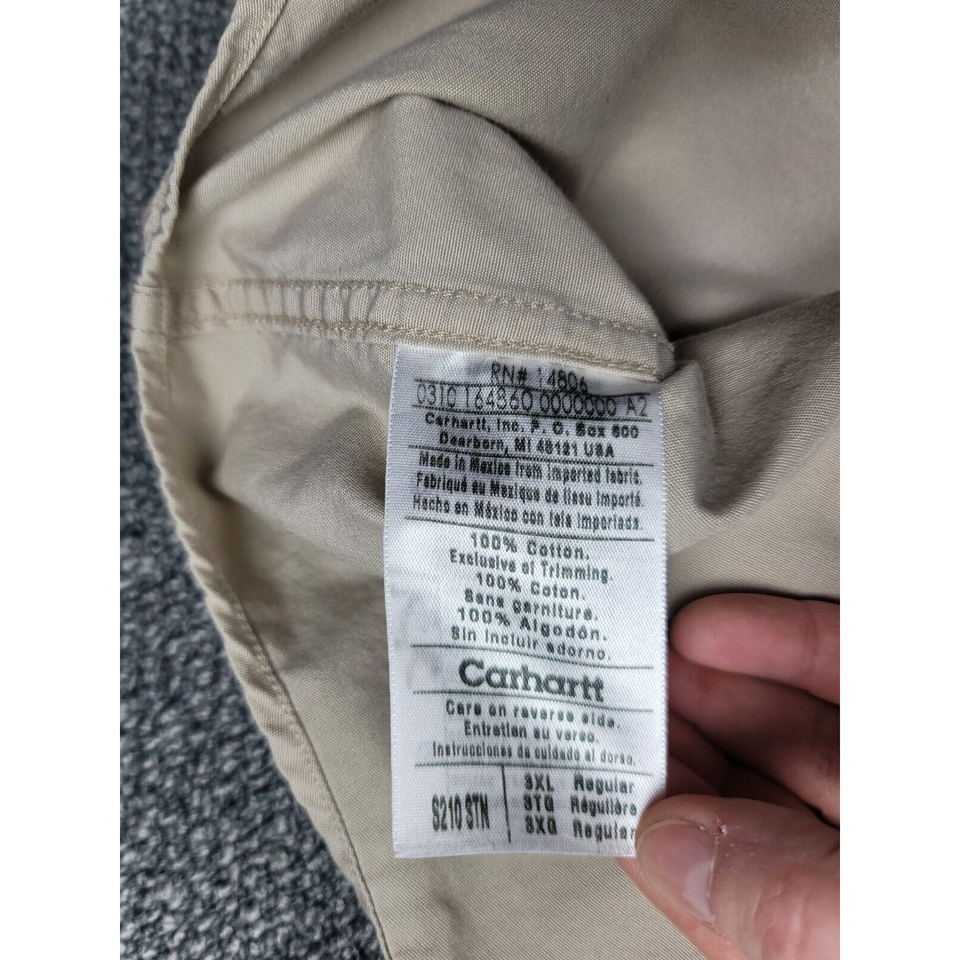 RN# 14806
0310 164360 0000000 A2
Carhartt, Inc. P. O. Box 600
Dearborn, MI 48121 USA
Made in Mexico from imported fabric.
Fabriqué au Mexique de tissu importé.
Hecho en México con tela importada.
100% Cotton.
Exclusive of Trimming.
100% Coton.
Sans garniture.
100% Algodón.
Sin incluir adorno.
Carhartt
Care on reverse side.
Entretien au verso.
Instrucciones de cuidado al dorso.
S210 STN
3XL Regular
3TG Régulière
3XG Regular